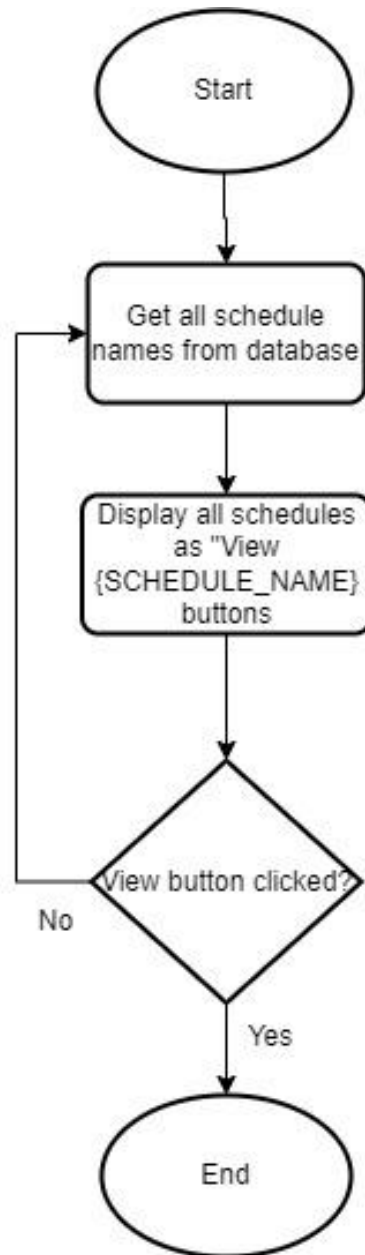 Start
Get all schedule
names from database
Display all schedules
as "View
{SCHEDULE_NAME}
buttons
View button clicked?
No
Yes
End